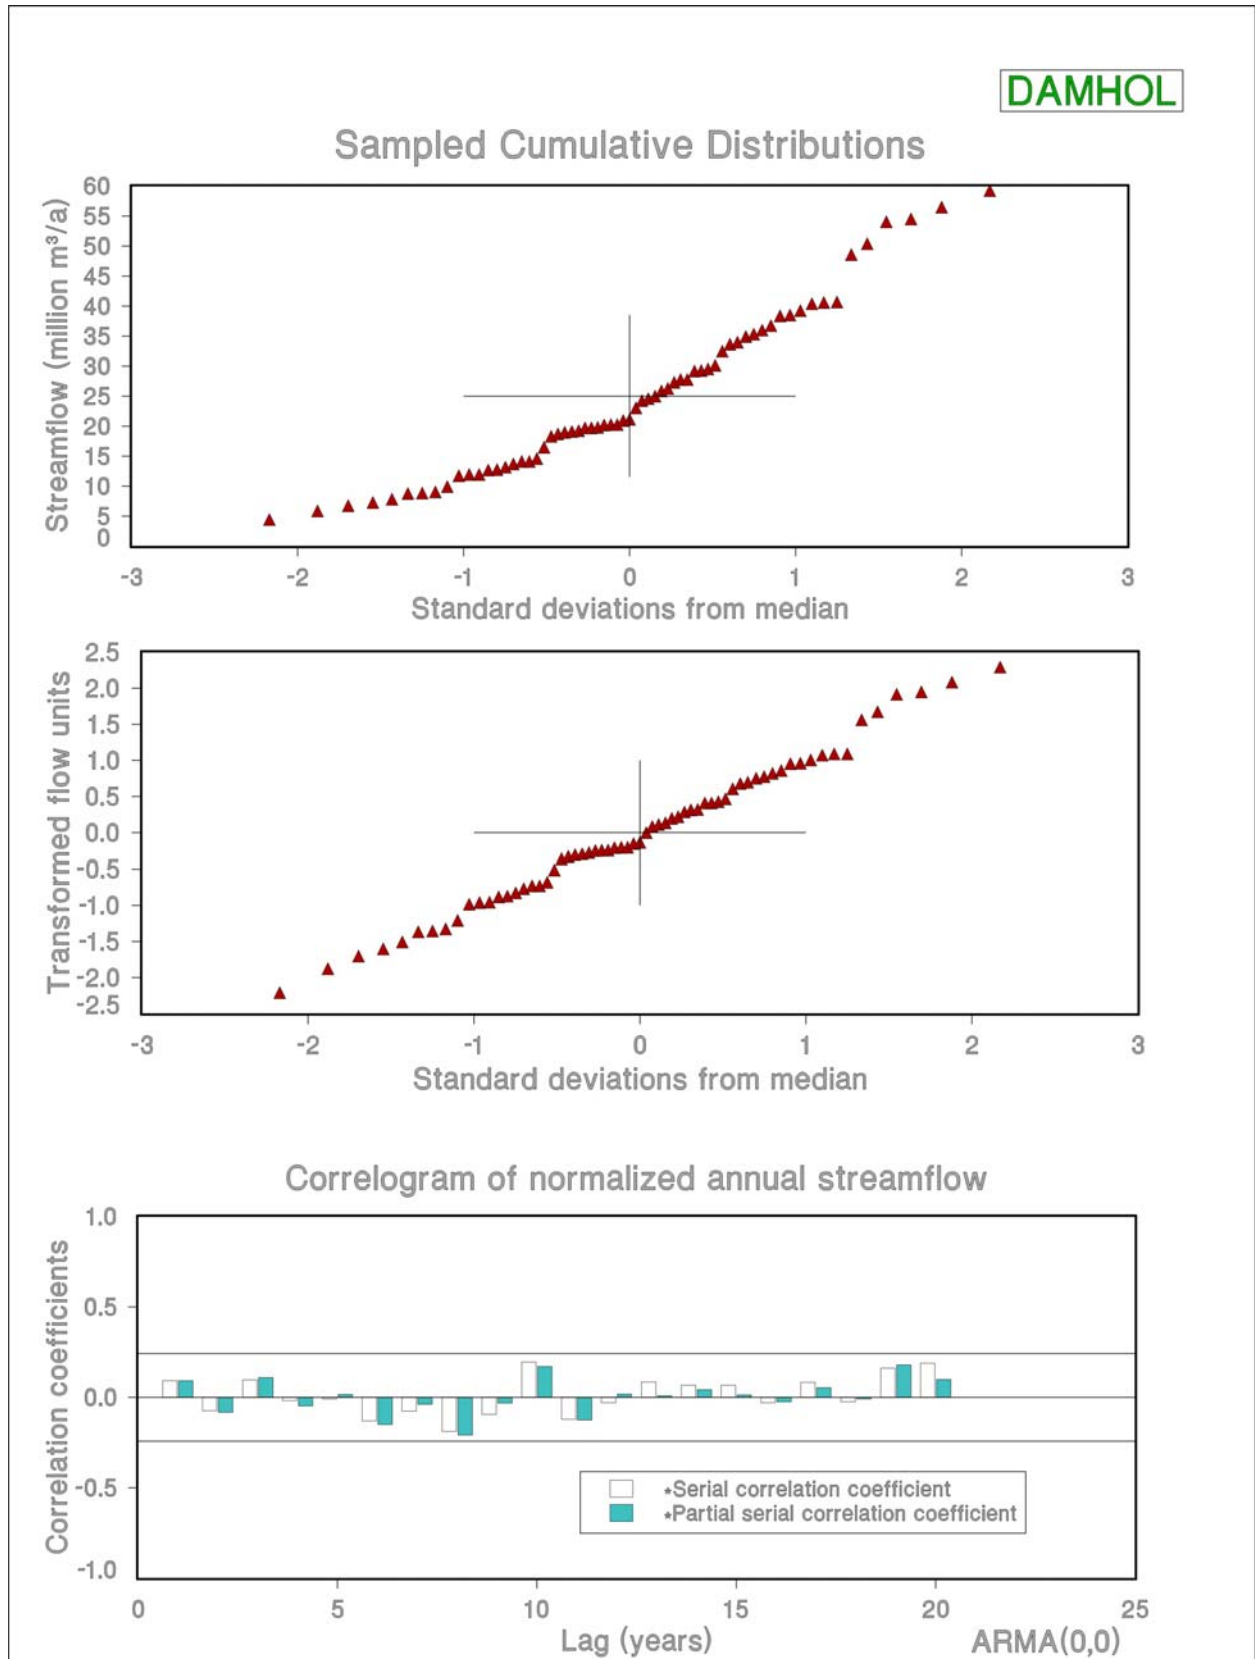 DAMHOL
Sampled Cumulative Distributions
Streamflow (million m³/a)
60
55
50
45
40
35
30
25
20
15
10
5
0
-3 -2 -1 0 1 2 3
Standard deviations from median
Transformed flow units
2.5
2.0
1.5
1.0
0.5
0.0
-0.5
-1.0
-1.5
-2.0
-2.5
-3 -2 -1 0 1 2 3
Standard deviations from median
Correlogram of normalized annual streamflow
Correlation coefficients
1.0
0.5
0.0
-0.5
-1.0
*Serial correlation coefficient
*Partial serial correlation coefficient
0 5 10 15 20 25
Lag (years) ARMA(0,0)